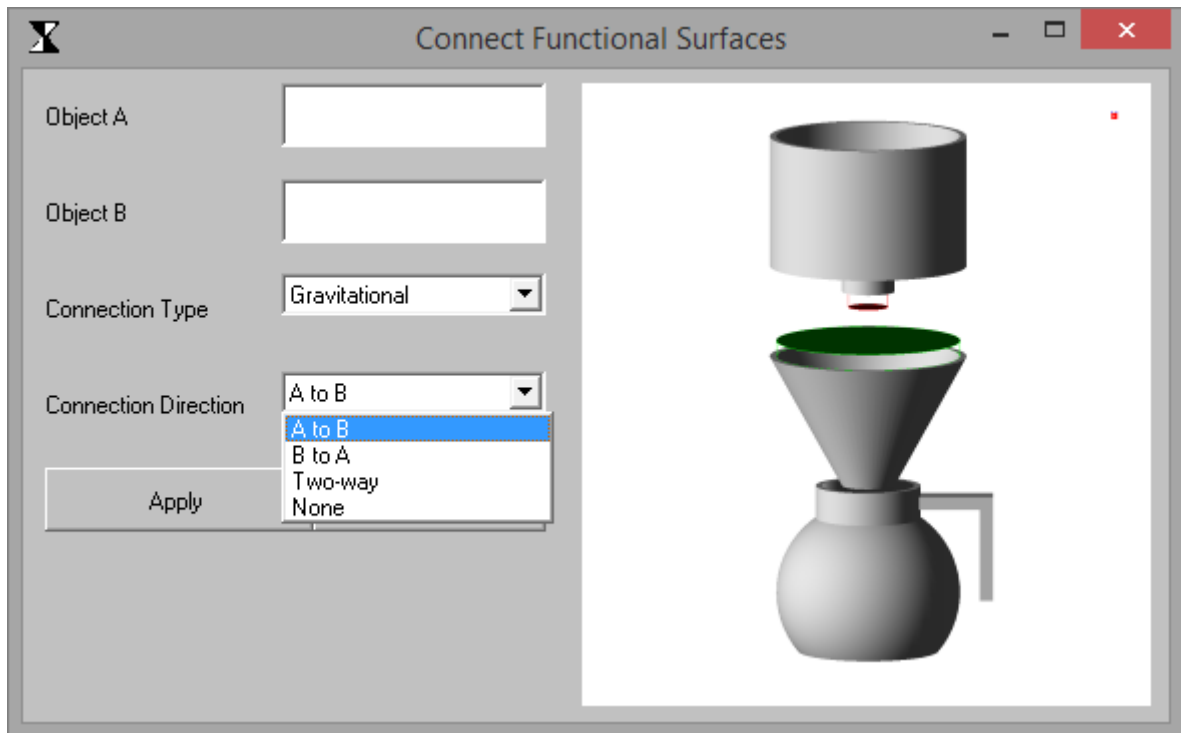 Connect Functional Surfaces
Object A
Object B
Connection Type
Gravitational
Connection Direction
A to B
A to B
B to A
Two-way
None
Apply